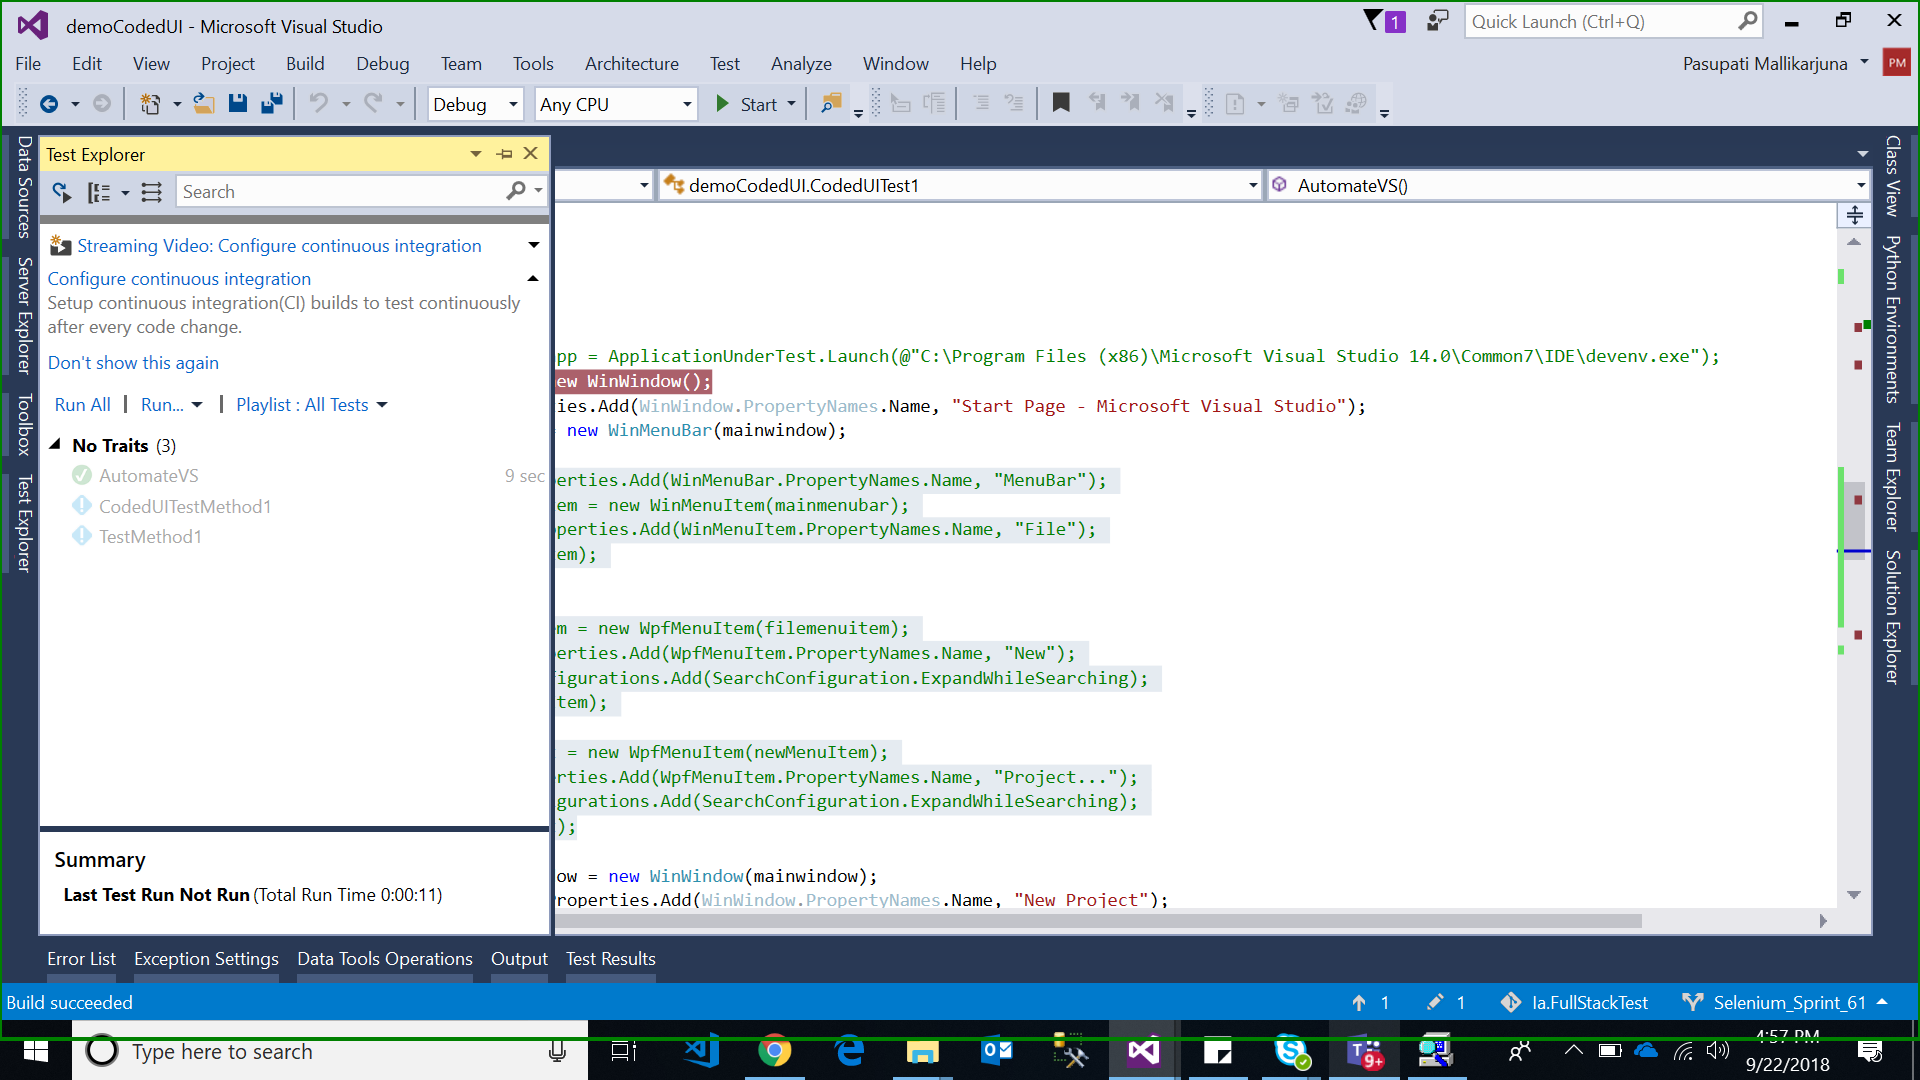 demoCodedUI - Microsoft Visual Studio
1
Quick Launch (Ctrl+Q)
File Edit View Project Build Debug Team Tools Architecture Test Analyze Window Help
Pasupati Mallikarjuna
PM
Debug Any CPU Start
Data Sources
Server Explorer
Toolbox
Test Explorer
Test Explorer
Search
Streaming Video: Configure continuous integration
Configure continuous integration
Setup continuous integration(CI) builds to test continuously
after every code change.
Don't show this again
Run All | Run... | Playlist : All Tests
No Traits (3)
AutomateVS 9 sec
CodedUITestMethod1
TestMethod1
Summary
Last Test Run Not Run (Total Run Time 0:00:11)
demoCodedUI.CodedUITest1
AutomateVS()
pp = ApplicationUnderTest.Launch(@"C:\Program Files (x86)\Microsoft Visual Studio 14.0\Common7\IDE\devenv.exe");
ew WinWindow();
ies.Add(WinWindow.PropertyNames.Name, "Start Page - Microsoft Visual Studio");
new WinMenuBar(mainwindow);
erties.Add(WinMenuBar.PropertyNames.Name, "MenuBar");
em = new WinMenuItem(mainmenubar);
perties.Add(WinMenuItem.PropertyNames.Name, "File");
em);
m = new WpfMenuItem(filemenuitem);
erties.Add(WpfMenuItem.PropertyNames.Name, "New");
figurations.Add(SearchConfiguration.ExpandWhileSearching);
tem);
= new WpfMenuItem(newMenuItem);
rties.Add(WpfMenuItem.PropertyNames.Name, "Project...");
gurations.Add(SearchConfiguration.ExpandWhileSearching);
);
ow = new WinWindow(mainwindow);
roperties.Add(WinWindow.PropertyNames.Name, "New Project");
Class View
Python Environments
Team Explorer
Solution Explorer
Error List Exception Settings Data Tools Operations Output Test Results
Build succeeded
1 1 Ia.FullStackTest Selenium_Sprint_61
Type here to search
9+
4:57 PM
9/22/2018